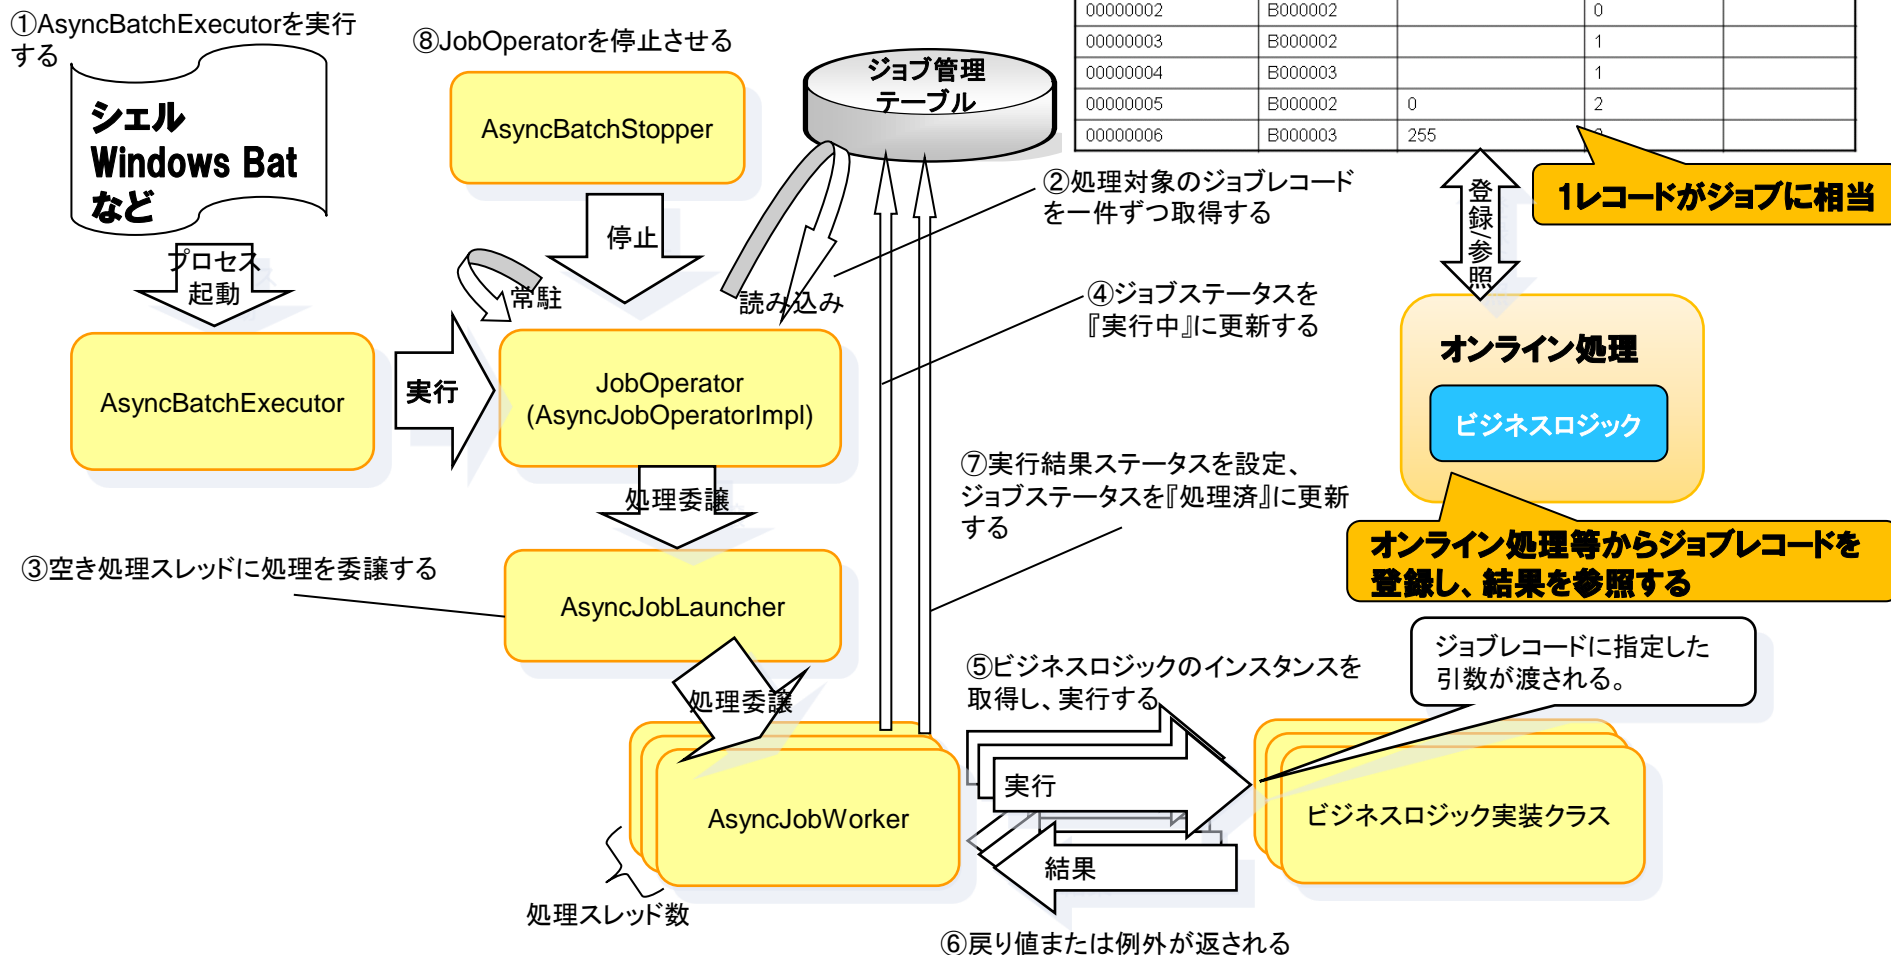 ①AsyncBatchExecutorを実行
する
シェル
Windows Bat
など
プロセス
起動
AsyncBatchExecutor
実行
⑧JobOperatorを停止させる
AsyncBatchStopper
停止
常駐
読み込み
JobOperator
(AsyncJobOperatorImpl)
処理委譲
③空き処理スレッドに処理を委譲する
AsyncJobLauncher
処理委譲
AsyncJobWorker
処理スレッド数
ジョブ管理
テーブル
00000002 B000002 0
00000003 B000002 1
00000004 B000003 1
00000005 B000002 0 2
00000006 B000003 255
1レコードがジョブに相当
②処理対象のジョブレコード
を一件ずつ取得する
④ジョブステータスを
『実行中』に更新する
⑦実行結果ステータスを設定、
ジョブステータスを『処理済』に更新
する
登録/参照
オンライン処理
ビジネスロジック
オンライン処理等からジョブレコードを
登録し、結果を参照する
ジョブレコードに指定した
引数が渡される。
⑤ビジネスロジックのインスタンスを
取得し、実行する
実行
結果
ビジネスロジック実装クラス
⑥戻り値または例外が返される